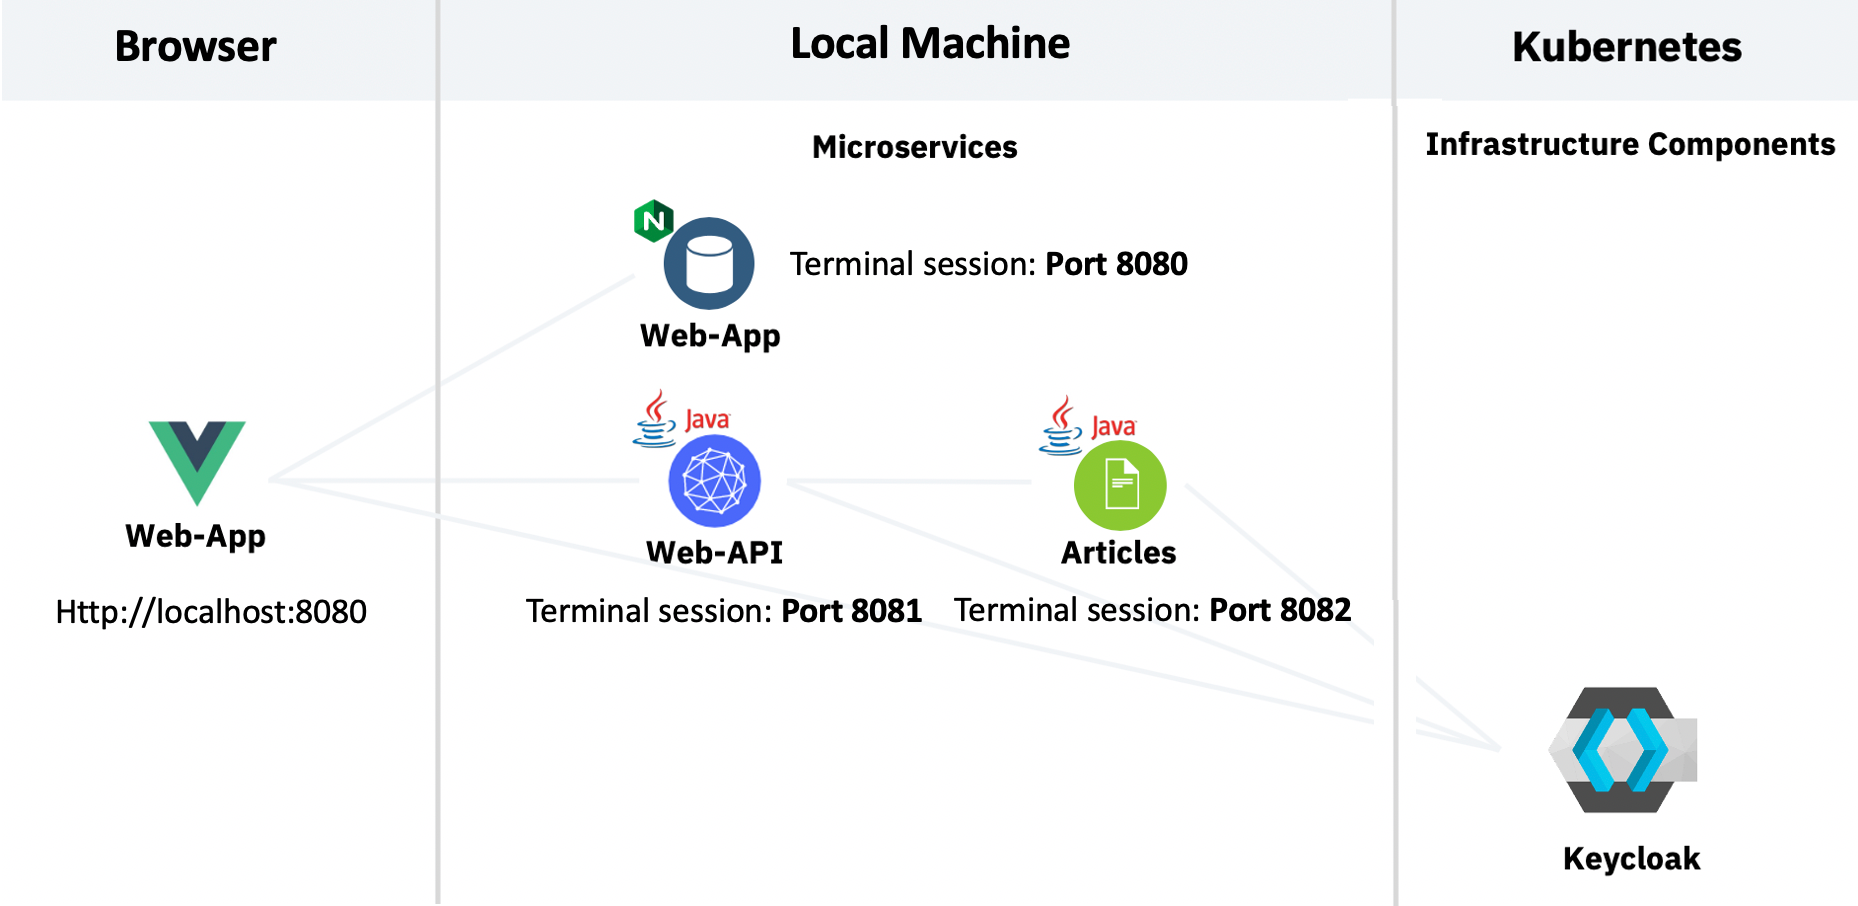 Browser
Local Machine
Kubernetes
Microservices
Infrastructure Components
N
Terminal session: Port 8080
Web-App
Java
Java
Web-App
Web-API
Articles
Http://localhost:8080
Terminal session: Port 8081
Terminal session: Port 8082
Keycloak